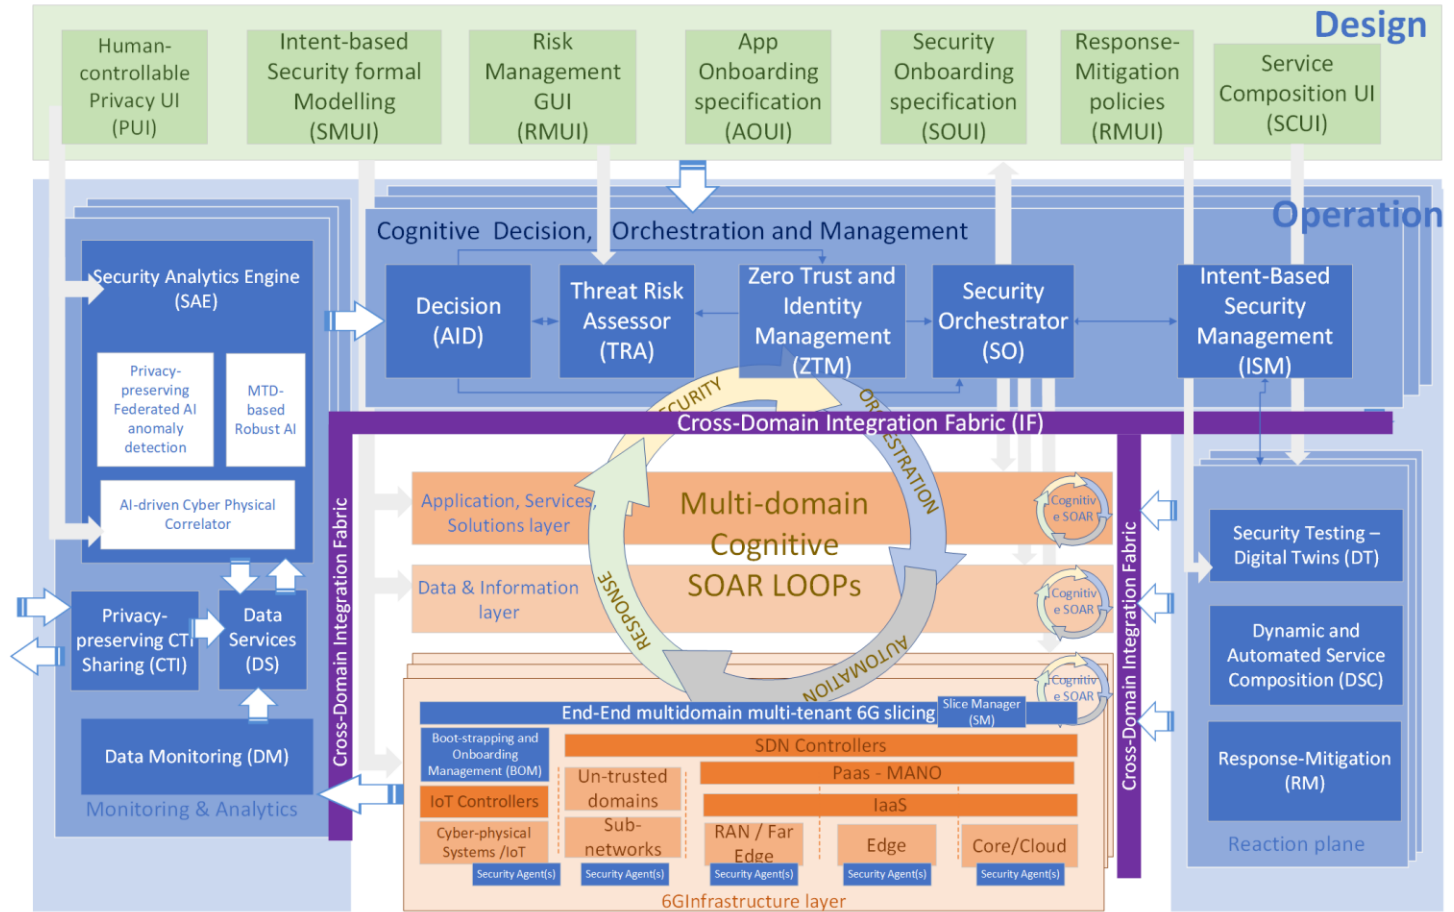 Design
Human-
controllable
Privacy UI
(PUI)
Intent-based
Security formal
Modelling
(SMUI)
Risk
Management
GUI
(RMUI)
App
Onboarding
specification
(AOUI)
Security
Onboarding
specification
(SOUI)
Response-
Mitigation
policies
(RMUI)
Service
Composition UI
(SCUI)
Operation
Cognitive Decision, Orchestration and Management
Security Analytics Engine
(SAE)
Privacy-
preserving
Federated AI
anomaly
detection
MTD-
based
Robust AI
AI-driven Cyber Physical
Correlator
Decision
(AID)
Threat Risk
Assessor
(TRA)
Zero Trust and
Identity
Management
(ZTM)
Security
Orchestrator
(SO)
Intent-Based
Security
Management
(ISM)
Cross-Domain Integration Fabric (IF)
SECURITY
ORCHESTRATION
AUTOMATION
RESPONSE
Multi-domain
Cognitive
SOAR LOOPs
Cross-Domain Integration Fabric
Cross-Domain Integration Fabric
Application, Services,
Solutions layer
Cognitiv
e SOAR
Data & Information
layer
Cognitiv
e SOAR
Cognitiv
e SOAR
Privacy-
preserving CTI
Sharing (CTI)
Data
Services
(DS)
Data Monitoring (DM)
Monitoring & Analytics
Security Testing –
Digital Twins (DT)
Dynamic and
Automated Service
Composition (DSC)
Response-Mitigation
(RM)
Reaction plane
End-End multidomain multi-tenant 6G slicing
Slice Manager
(SM)
Boot-strapping and
Onboarding
Management (BOM)
SDN Controllers
Paas - MANO
IaaS
IoT Controllers
Un-trusted
domains
Cyber-physical
Systems /IoT
Sub-
networks
RAN / Far
Edge
Edge
Core/Cloud
Security Agent(s)
Security Agent(s)
Security Agent(s)
Security Agent(s)
Security Agent(s)
6GInfrastructure layer